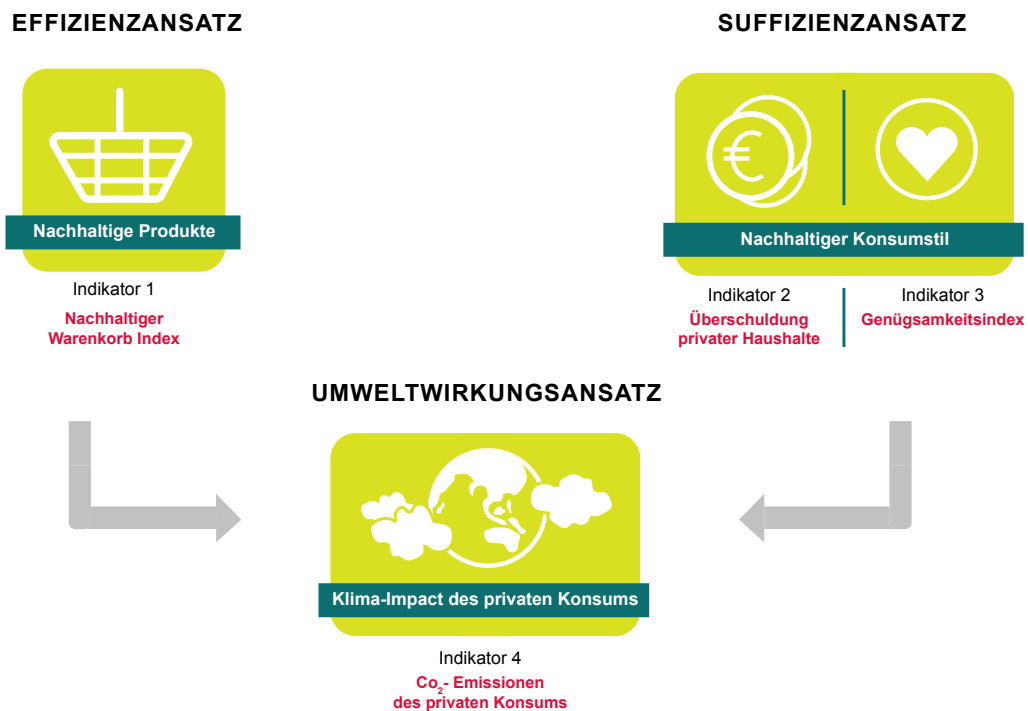 EFFIZIENZANSATZ
Nachhaltige Produkte
Indikator 1
Nachhaltiger
Warenkorb Index
SUFFIZIENZANSATZ
€
Nachhaltiger Konsumstil
Indikator 2
Überschuldung
privater Haushalte
Indikator 3
Genügsamkeitsindex
UMWELTWIRKUNGSANSATZ
Klima-Impact des privaten Konsums
Indikator 4
Co₂- Emissionen
des privaten Konsums